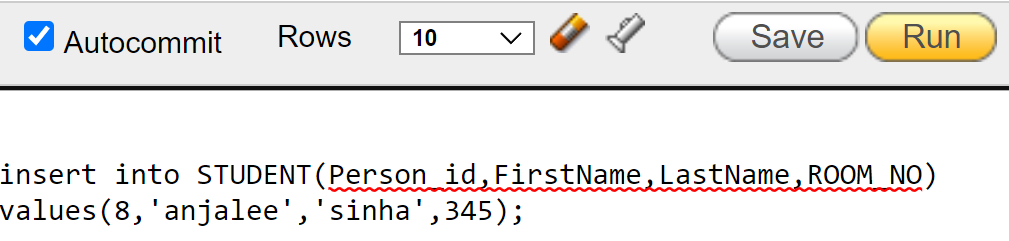 Autocommit Rows 10 Save Run
insert into STUDENT(Person_id,FirstName,LastName,ROOM_NO)
values(8,'anjalee','sinha',345);